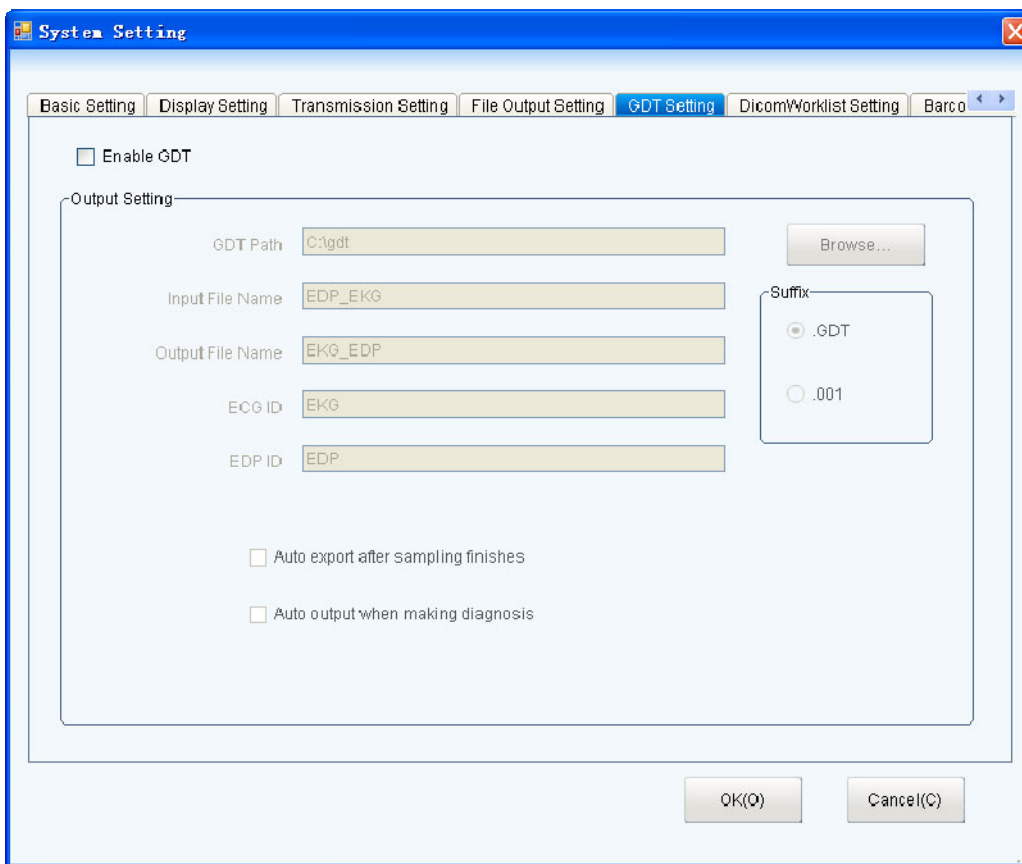 System Setting
Basic Setting Display Setting Transmission Setting File Output Setting GDT Setting DicomWorklist Setting Barco
Enable GDT
Output Setting
GDT Path C:\gdt Browse...
Input File Name EDP_EKG
Suffix
.GDT
Output File Name EKG_EDP
.001
ECG ID EKG
EDP ID EDP
Auto export after sampling finishes
Auto output when making diagnosis
OK(O) Cancel(C)